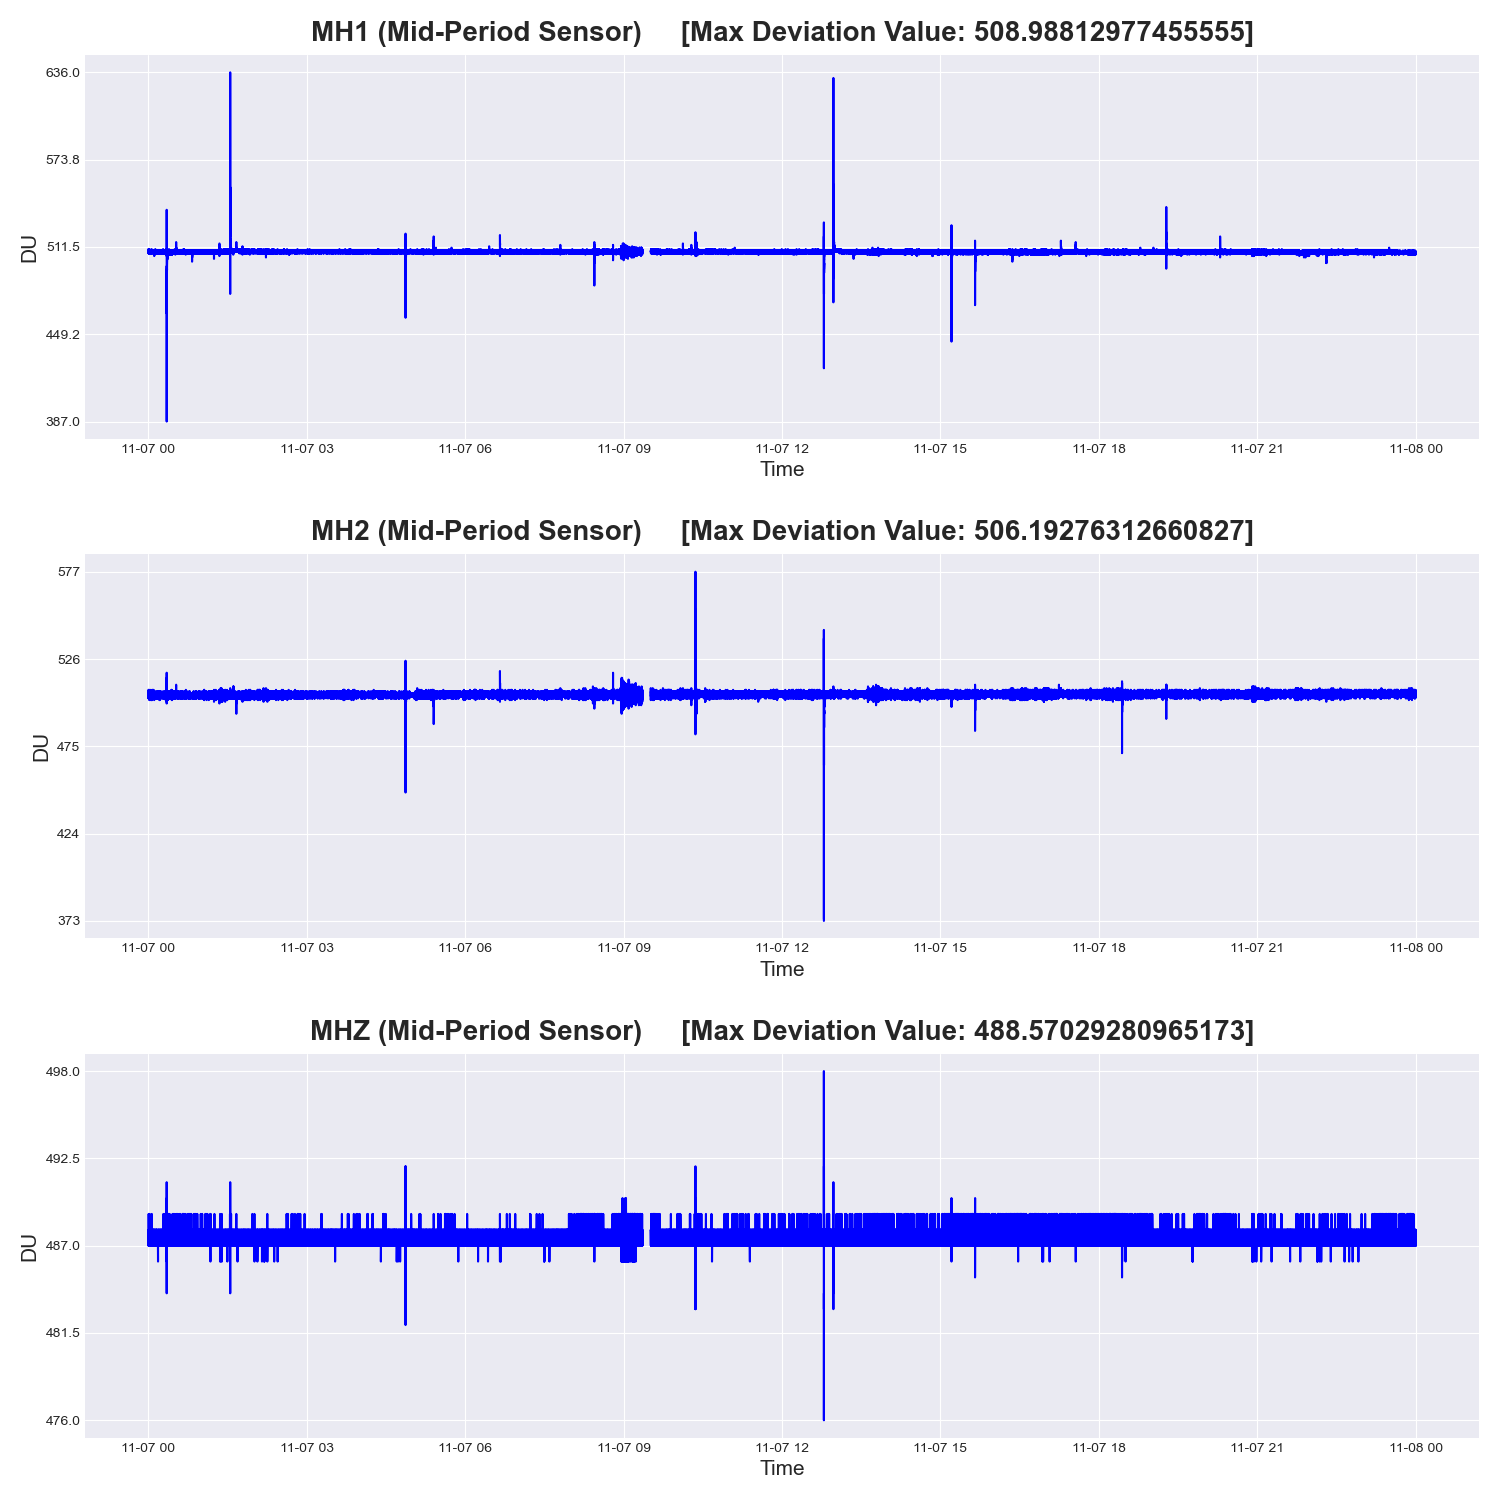 MH1 (Mid-Period Sensor) [Max Deviation Value: 508.98812977455555]
636.0
573.8
511.5
449.2
387.0
DU
11-07 00 11-07 03 11-07 06 11-07 09 11-07 12 11-07 15 11-07 18 11-07 21 11-08 00
Time
MH2 (Mid-Period Sensor) [Max Deviation Value: 506.19276312660827]
577
526
475
424
373
DU
11-07 00 11-07 03 11-07 06 11-07 09 11-07 12 11-07 15 11-07 18 11-07 21 11-08 00
Time
MHZ (Mid-Period Sensor) [Max Deviation Value: 488.57029280965173]
498.0
492.5
487.0
481.5
476.0
DU
11-07 00 11-07 03 11-07 06 11-07 09 11-07 12 11-07 15 11-07 18 11-07 21 11-08 00
Time